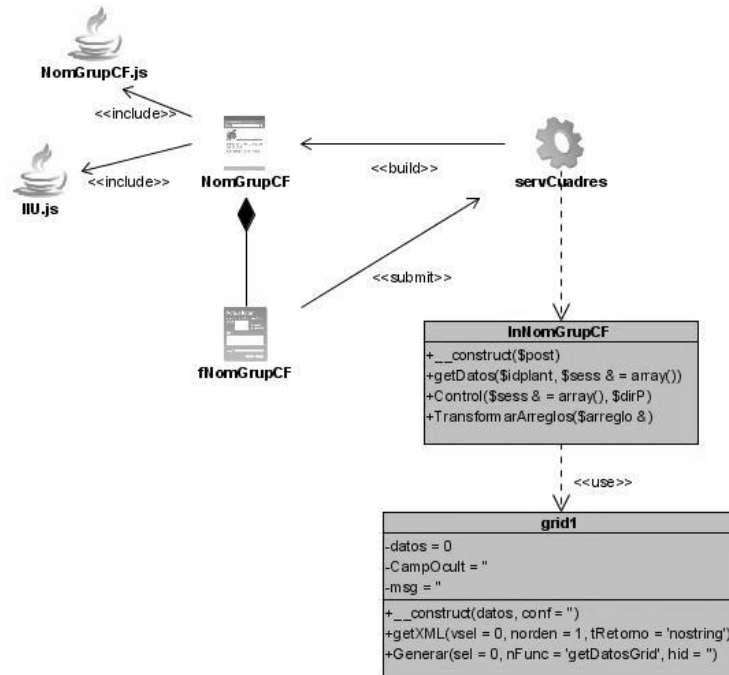 NomGrupCF.js
<<include>>
IIU.js
<<include>>
NomGrupCF
<<build>>
servCuadres
<<submit>>
fNomGrupCF
lnNomGrupCF
+__construct($post)
+getDatos($idplant, $sess & = array())
+Control($sess & = array(), $dirP)
+TransformarArreglos($arreglo &)
<<use>>
grid1
-datos = 0
-CampOcult = ''
-msg = ''
+__construct(datos, conf = '')
+getXML(vsel = 0, norden = 1, tRetorno = 'nostring')
+Generar(sel = 0, nFunc = 'getDatosGrid', hid = '')